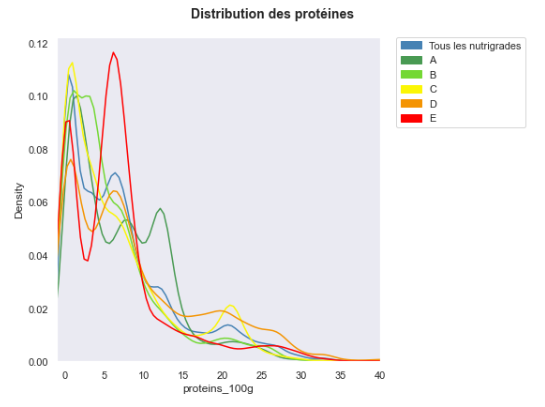 Distribution des protéines
Tous les nutrigrades
A
B
C
D
E
Density
0.12
0.10
0.08
0.06
0.04
0.02
0.00
0 5 10 15 20 25 30 35 40
proteins_100g